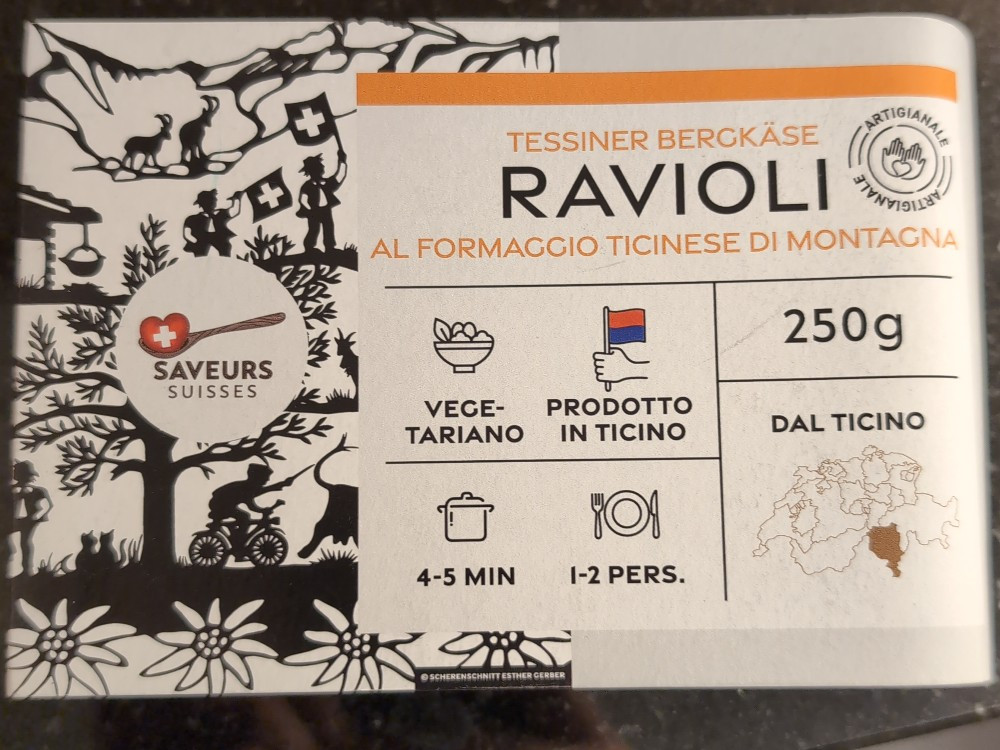 TESSINER BERGKÄSE
RAVIOLI
AL FORMAGGIO TICINESE DI MONTAGNA
ARTIGIANALE
ARTIGIANALE
SAVEURS
SUISSES
VEGE-
TARIANO
PRODOTTO
IN TICINO
250g
DAL TICINO
4-5 MIN
1-2 PERS.
© SCHERENSCHNITT ESTHER GERBER